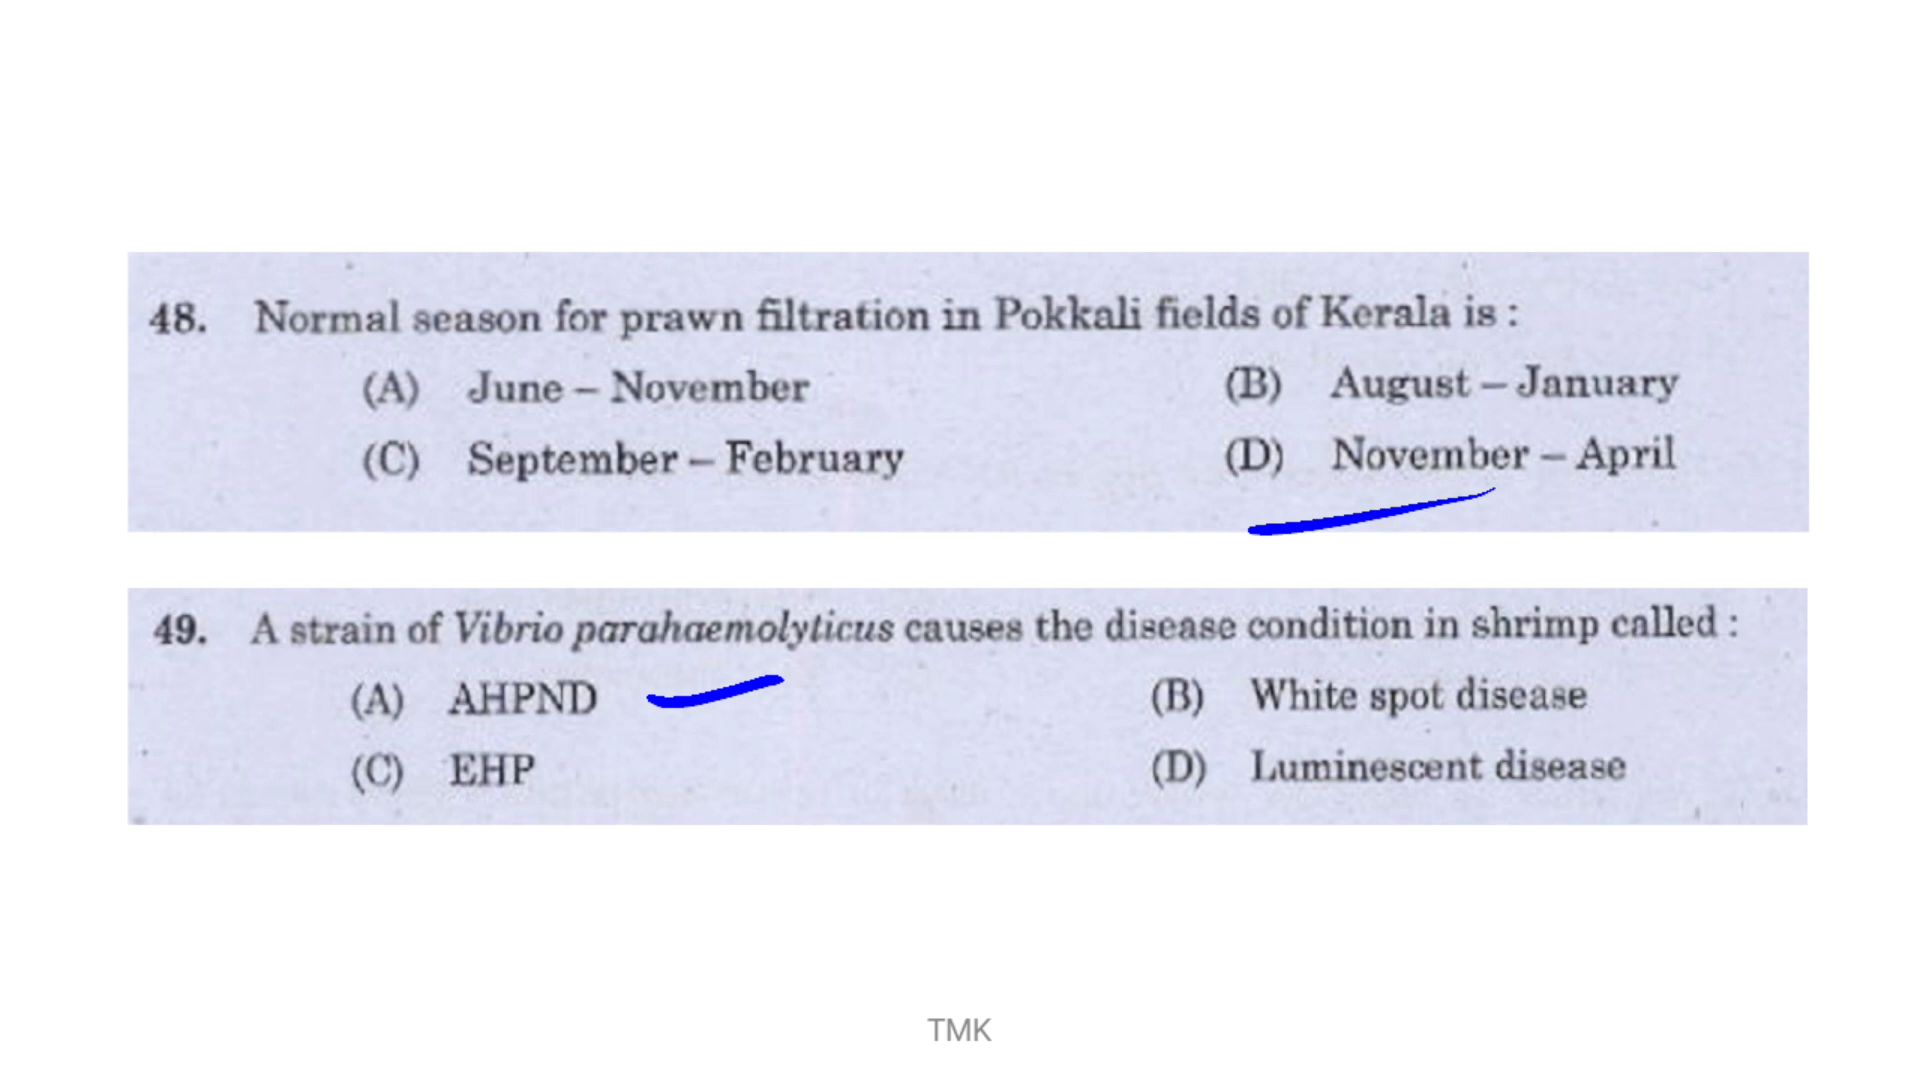 48. Normal season for prawn filtration in Pokkali fields of Kerala is :
(A) June – November (B) August – January
(C) September – February (D) November – April
49. A strain of Vibrio parahaemolyticus causes the disease condition in shrimp called :
(A) AHPND (B) White spot disease
(C) EHP (D) Luminescent disease
TMK